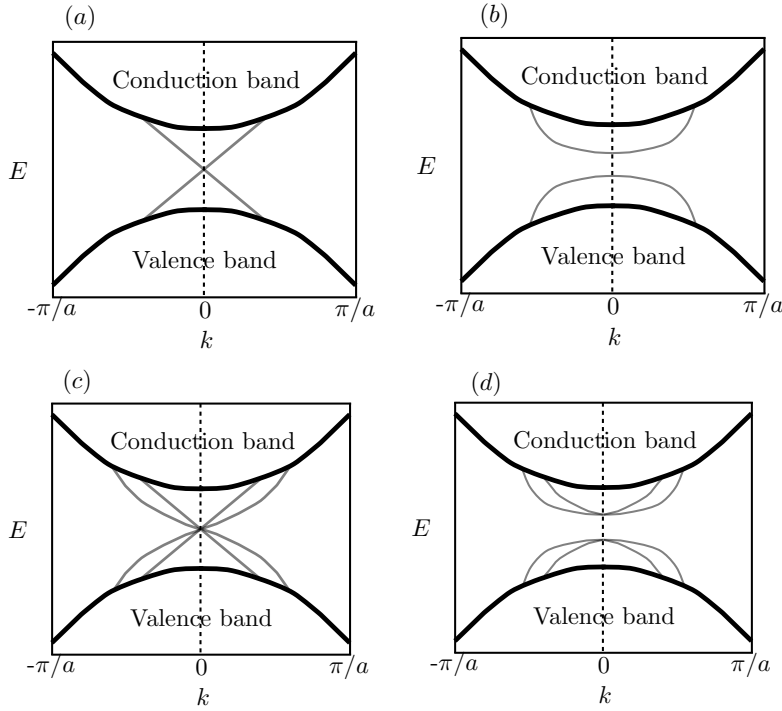 (a)
Conduction band
E
Valence band
-π/a 0 π/a
k
(b)
Conduction band
E
Valence band
-π/a 0 π/a
k
(c)
Conduction band
E
Valence band
-π/a 0 π/a
k
(d)
Conduction band
E
Valence band
-π/a 0 π/a
k